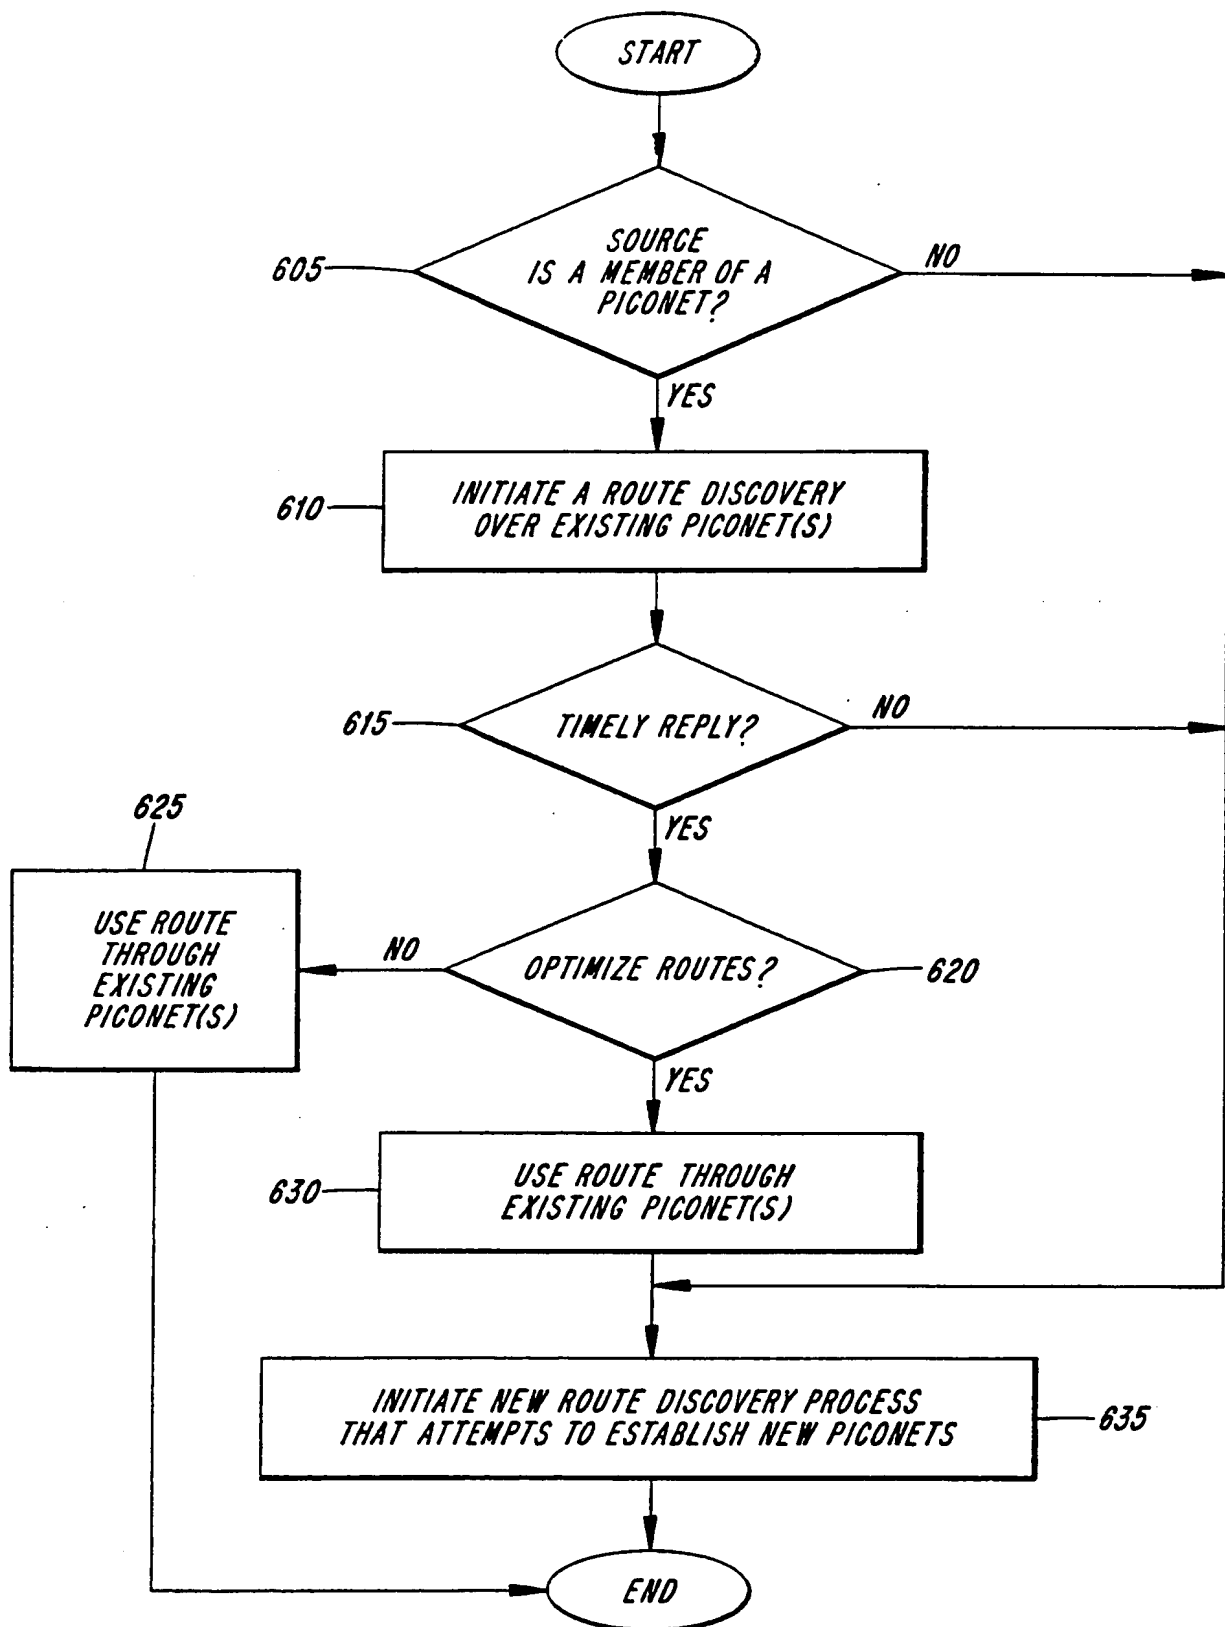 START
SOURCE
IS A MEMBER OF A
PICONET?
605
NO
YES
INITIATE A ROUTE DISCOVERY
OVER EXISTING PICONET(S)
610
TIMELY REPLY?
615
NO
YES
625
USE ROUTE
THROUGH
EXISTING
PICONET(S)
NO
OPTIMIZE ROUTES?
620
YES
USE ROUTE THROUGH
EXISTING PICONET(S)
630
INITIATE NEW ROUTE DISCOVERY PROCESS
THAT ATTEMPTS TO ESTABLISH NEW PICONETS
635
END